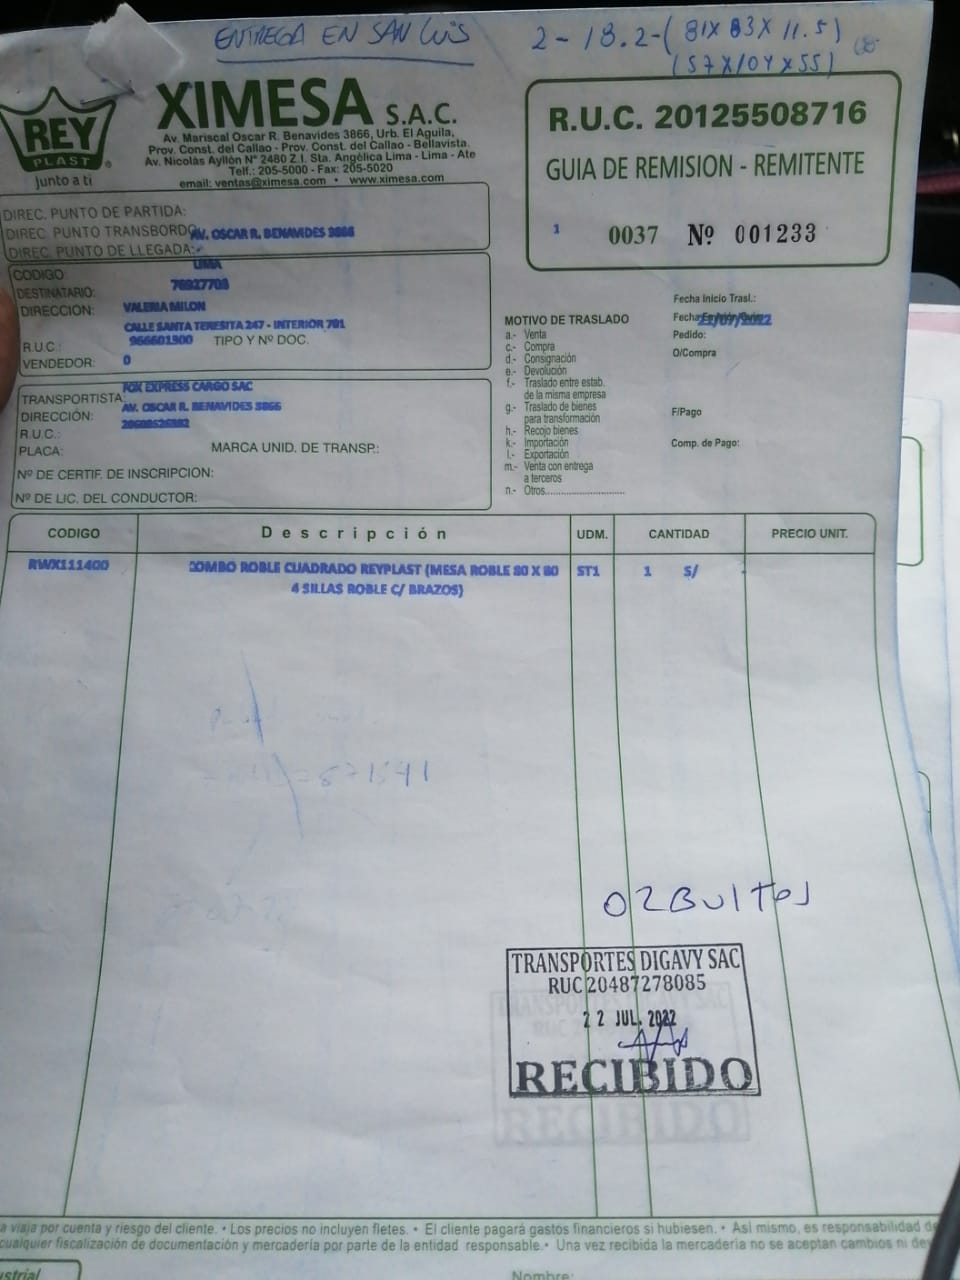 ENTREGA EN SAN LUIS
2-18.2-(81X83X11.5)
(57X104X55)
REY
PLAST
junto a ti
XIMESA S.A.C.
Av. Mariscal Oscar R. Benavides 3866, Urb. El Aguila,
Prov. Const. del Callao - Prov. Const. del Callao - Bellavista.
Av. Nicolás Ayllón Nº 2480 Z.I. Sta. Angélica Lima - Lima - Ate
Telf.: 205-5000 - Fax: 205-5020
email: ventas@ximesa.com • www.ximesa.com
R.U.C. 20125508716
GUIA DE REMISION - REMITENTE
1 0037 Nº 001233
DIREC. PUNTO DE PARTIDA:
DIREC. PUNTO TRANSBORDO AV. OSCAR R. BENAVIDES 3866
DIREC. PUNTO DE LLEGADA:
LIMA
CODIGO:
DESTINATARIO: 76927708
DIRECCION: VALERIA MILON
CALLE SANTA TERESITA 247 - INTERIOR 701
R.U.C.: 966601300 TIPO Y Nº DOC.
VENDEDOR: 0
FOX EXPRESS CARGO SAC
TRANSPORTISTA:
DIRECCIÓN: AV. OSCAR R. BENAVIDES 3866
R.U.C.:
PLACA: MARCA UNID. DE TRANSP.:
Nº DE CERTIF. DE INSCRIPCION:
Nº DE LIC. DEL CONDUCTOR:
MOTIVO DE TRASLADO
a.- Venta
c.- Compra
d.- Consignación
e.- Devolución
f.- Traslado entre estab.
de la misma empresa
g.- Traslado de bienes
para transformación
h.- Recojo bienes
k.- Importación
l.- Exportación
m.- Venta con entrega
a terceros
n.- Otros
Fecha Inicio Trasl.:
Fecha 21/07/2022
Pedido:
O/Compra
F/Pago
Comp. de Pago:
CODIGO Descripción UDM. CANTIDAD PRECIO UNIT.
RWX111400 COMBO ROBLE CUADRADO REYPLAST (MESA ROBLE 80 X 80 ST1 1 S/
4 SILLAS ROBLE C/ BRAZOS)
02 Bultos
TRANSPORTES DIGAVY SAC
RUC 20487278085
22 JUL. 2022
RECIBIDO
a viaja por cuenta y riesgo del cliente. • Los precios no incluyen fletes. • El cliente pagará gastos financieros si hubiesen. • Así mismo, es responsabilidad de
cualquier fiscalización de documentación y mercadería por parte de la entidad responsable. • Una vez recibida la mercadería no se aceptan cambios ni dev
Nombre: